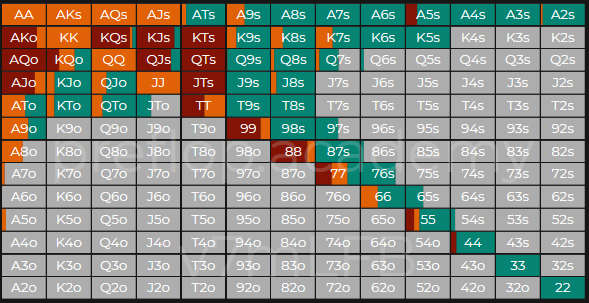 AA AKs AQs AJs ATs A9s A8s A7s A6s A5s A4s A3s A2s
AKo KK KQs KJs KTs K9s K8s K7s K6s K5s K4s K3s K2s
AQo KQo QQ QJs QTs Q9s Q8s Q7s Q6s Q5s Q4s Q3s Q2s
AJo KJo QJo JJ JTs J9s J8s J7s J6s J5s J4s J3s J2s
ATo KTo QTo JTo TT T9s T8s T7s T6s T5s T4s T3s T2s
A9o K9o Q9o J9o T9o 99 98s 97s 96s 95s 94s 93s 92s
A8o K8o Q8o J8o T8o 98o 88 87s 86s 85s 84s 83s 82s
A7o K7o Q7o J7o T7o 97o 87o 77 76s 75s 74s 73s 72s
A6o K6o Q6o J6o T6o 96o 86o 76o 66 65s 64s 63s 62s
A5o K5o Q5o J5o T5o 95o 85o 75o 65o 55 54s 53s 52s
A4o K4o Q4o J4o T4o 94o 84o 74o 64o 54o 44 43s 42s
A3o K3o Q3o J3o T3o 93o 83o 73o 63o 53o 43o 33 32s
A2o K2o Q2o J2o T2o 92o 82o 72o 62o 52o 42o 32o 22
preflop.academy